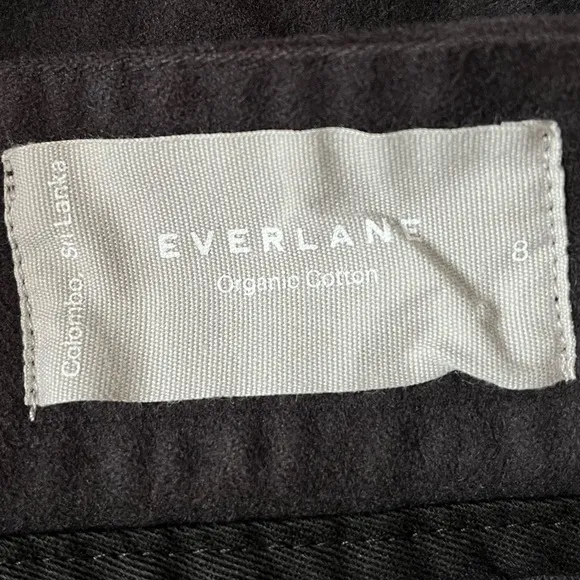 Colombo, Sri Lanka
EVERLANE
Organic Cotton
8